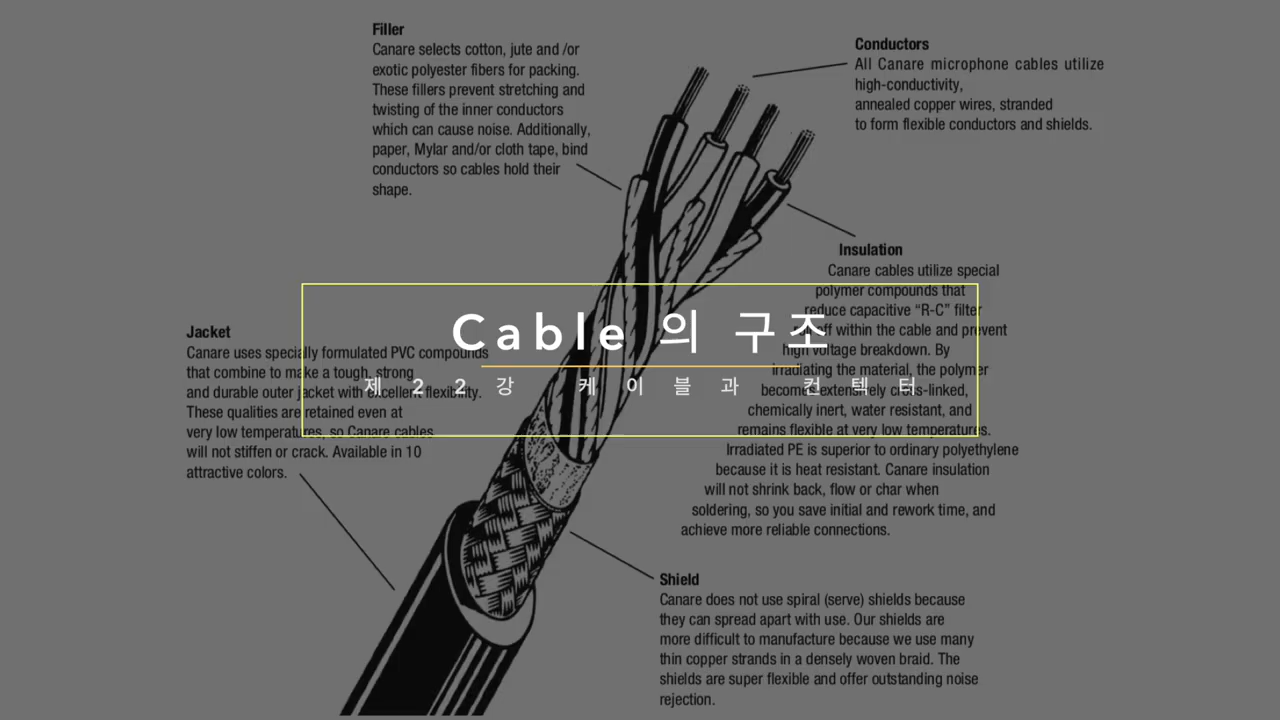 Filler
Canare selects cotton, jute and /or
exotic polyester fibers for packing.
These fillers prevent stretching and
twisting of the inner conductors
which can cause noise. Additionally,
paper, Mylar and/or cloth tape, bind
conductors so cables hold their
shape.
Conductors
All Canare microphone cables utilize
high-conductivity,
annealed copper wires, stranded
to form flexible conductors and shields.
Insulation
Canare cables utilize special
polymer compounds that
reduce capacitive “R-C” filter
roll-off within the cable and prevent
high voltage breakdown. By
irradiating the material, the polymer
becomes extensively cross-linked,
chemically inert, water resistant, and
remains flexible at very low temperatures.
Irradiated PE is superior to ordinary polyethylene
because it is heat resistant. Canare insulation
will not shrink back, flow or char when
soldering, so you save initial and rework time, and
achieve more reliable connections.
Cable 의 구조
제22강 케이블과 컨텍터
Jacket
Canare uses specially formulated PVC compounds
that combine to make a tough, strong
and durable outer jacket with excellent flexibility.
These qualities are retained even at
very low temperatures, so Canare cables
will not stiffen or crack. Available in 10
attractive colors.
Shield
Canare does not use spiral (serve) shields because
they can spread apart with use. Our shields are
more difficult to manufacture because we use many
thin copper strands in a densely woven braid. The
shields are super flexible and offer outstanding noise
rejection.